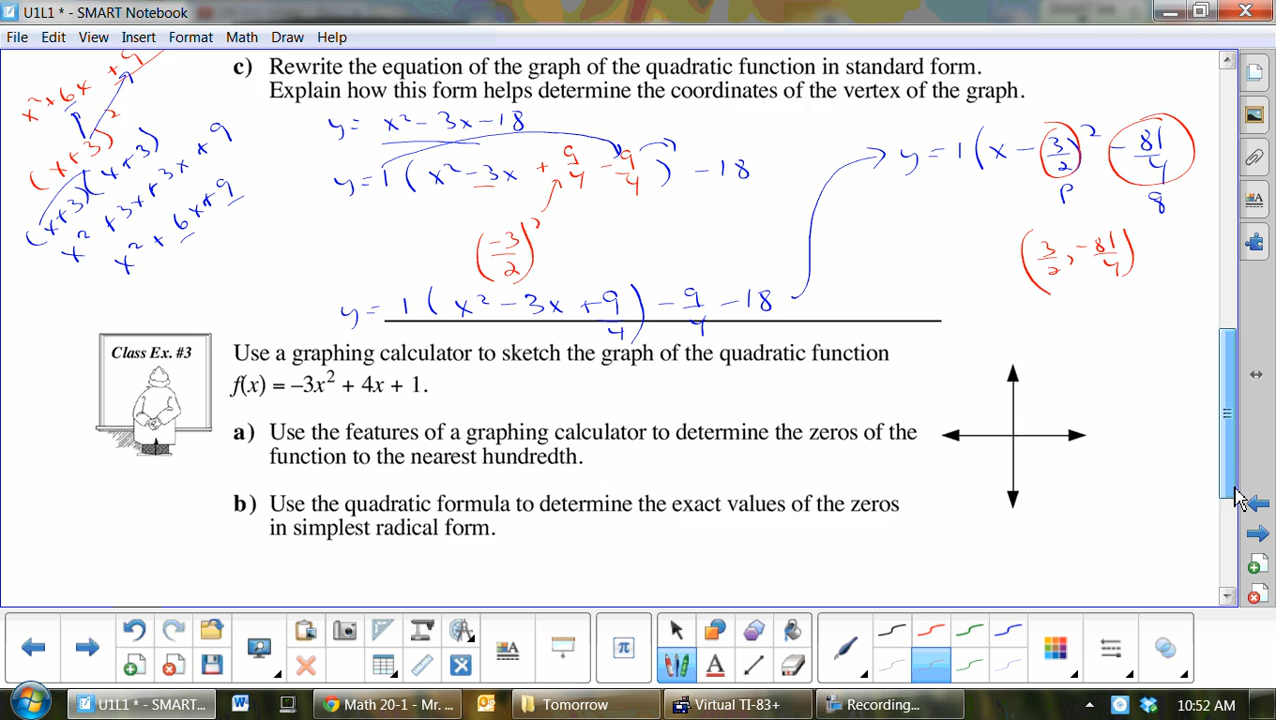 U1L1 * - SMART Notebook
File Edit View Insert Format Math Draw Help
c) Rewrite the equation of the graph of the quadratic function in standard form.
Explain how this form helps determine the coordinates of the vertex of the graph.
x² + 6x + 9
(x+3)²
(x+3)(x+3)
x² + 3x + 3x + 9
x² + 6x + 9
y = x² - 3x - 18
y = 1(x² - 3x + 9/4 - 9/4) - 18
(-3/2)²
y = 1(x² - 3x + 9/4) - 9/4 - 18
y = 1(x - 3/2)² - 81/4
p q
(3/2, -81/4)
Class Ex. #3
Use a graphing calculator to sketch the graph of the quadratic function
f(x) = –3x² + 4x + 1.
a) Use the features of a graphing calculator to determine the zeros of the
function to the nearest hundredth.
b) Use the quadratic formula to determine the exact values of the zeros
in simplest radical form.
π
A
U1L1 * - SMART...
Math 20-1 - Mr. ...
Tomorrow
Virtual TI-83+
Recording...
10:52 AM